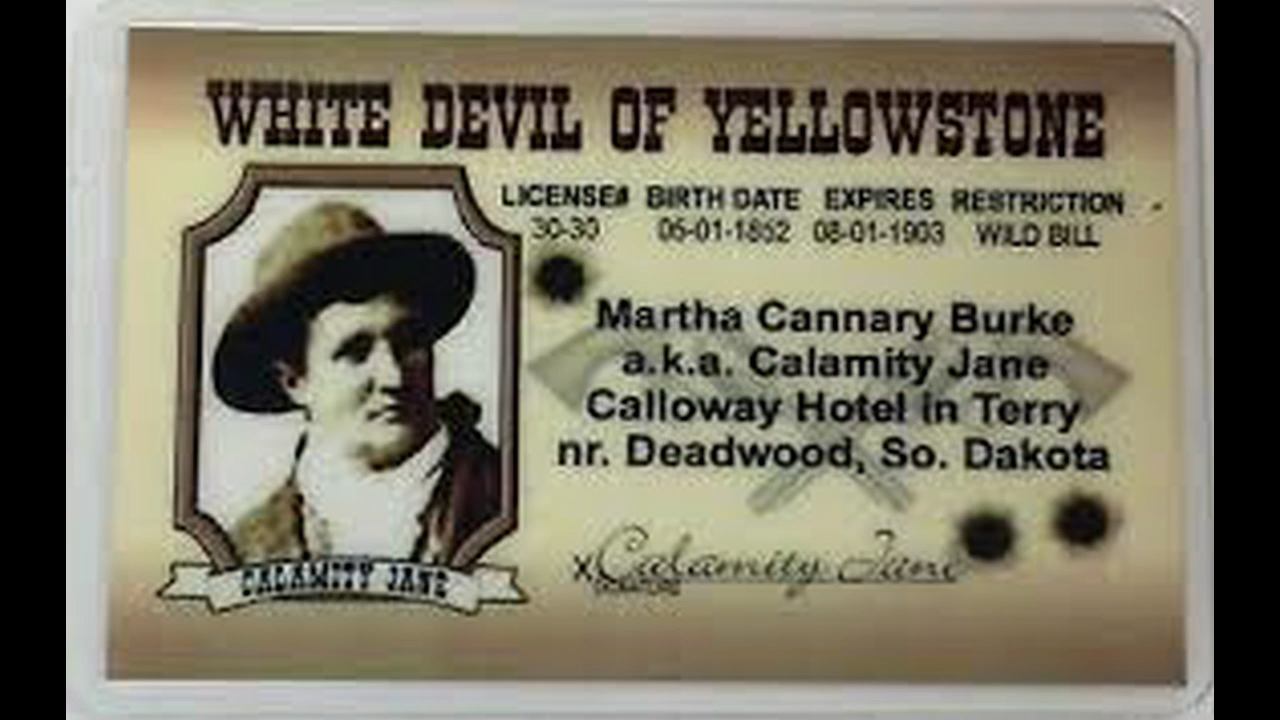 WHITE DEVIL OF YELLOWSTONE
LICENSE# BIRTH DATE EXPIRES RESTRICTION
30-30 05-01-1852 08-01-1903 WILD BILL
Martha Cannary Burke
a.k.a. Calamity Jane
Calloway Hotel in Terry
nr. Deadwood, So. Dakota
X Calamity Jane
CALAMITY JANE